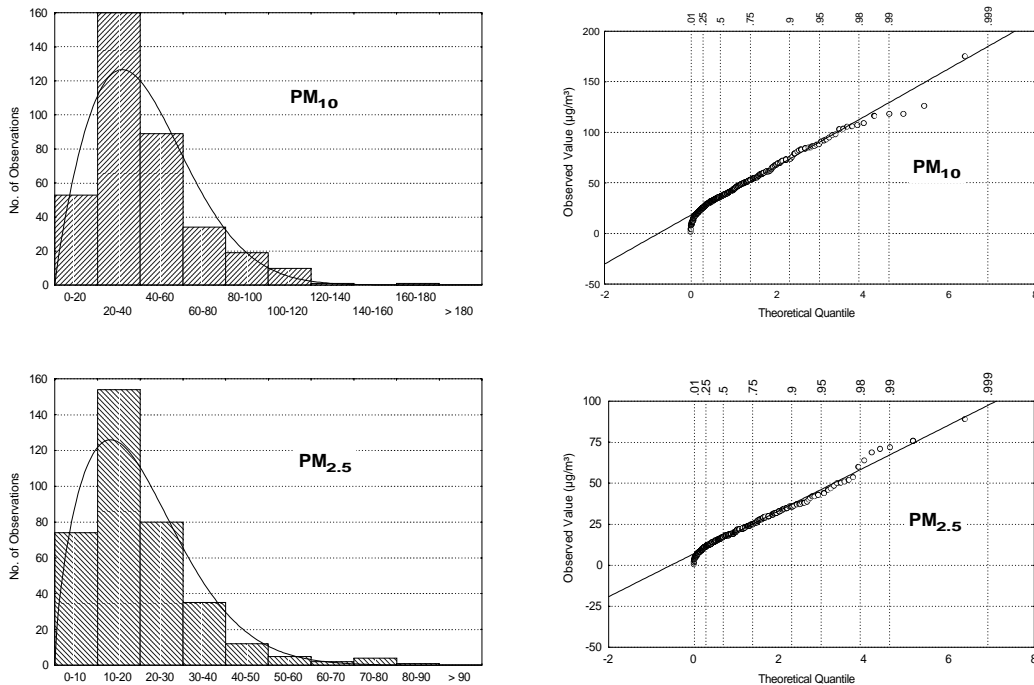 160
140
120
100
80
60
40
20
0
No. of Observations
PM10
0-20 40-60 80-100 120-140 160-180
20-40 60-80 100-120 140-160 > 180
.01 .25 .5 .75 .9 .95 .98 .99 .999
200
150
100
50
0
-50
Observed Value (µg/m³)
PM10
-2 0 2 4 6 8
Theoretical Quantile
160
140
120
100
80
60
40
20
0
No. of Observations
PM2.5
0-10 10-20 20-30 30-40 40-50 50-60 60-70 70-80 80-90 > 90
.01 .25 .5 .75 .9 .95 .98 .99 .999
100
75
50
25
0
-25
-50
Observed Value (µg/m³)
PM2.5
-2 0 2 4 6 8
Theoretical Quantile